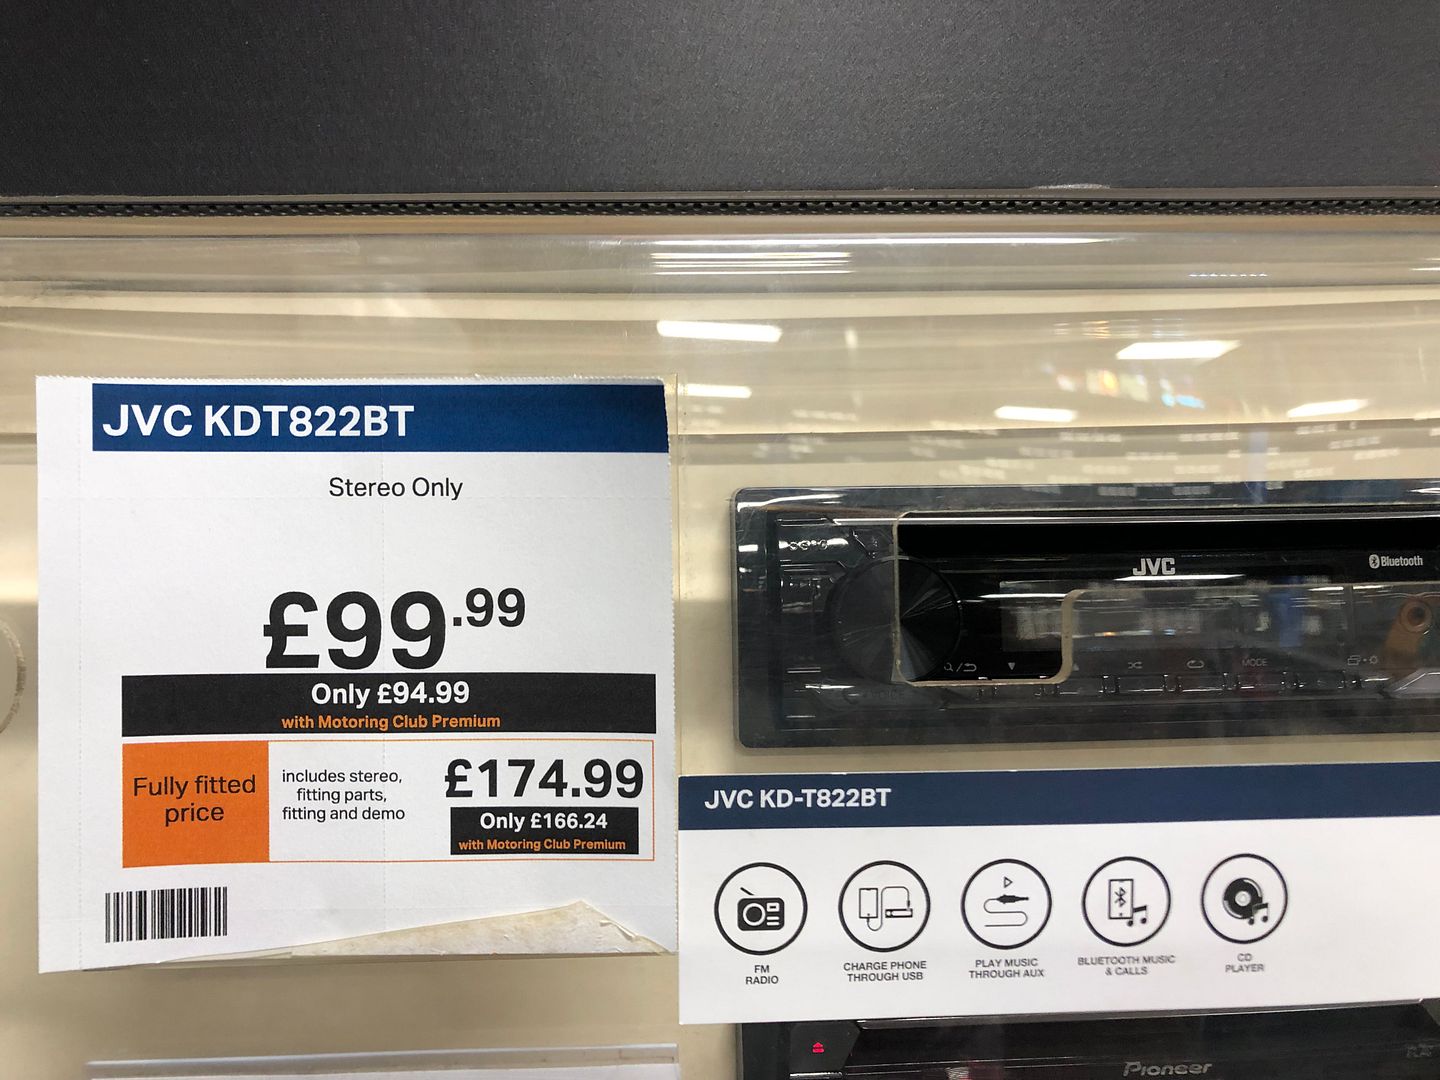 JVC KDT822BT
Stereo Only
£99.99
Only £94.99
with Motoring Club Premium
Fully fitted
price
includes stereo,
fitting parts,
fitting and demo
£174.99
Only £166.24
with Motoring Club Premium
JVC
Bluetooth
MODE
JVC KD-T822BT
FM
RADIO
CHARGE PHONE
THROUGH USB
PLAY MUSIC
THROUGH AUX
BLUETOOTH MUSIC
& CALLS
CD
PLAYER
Pioneer